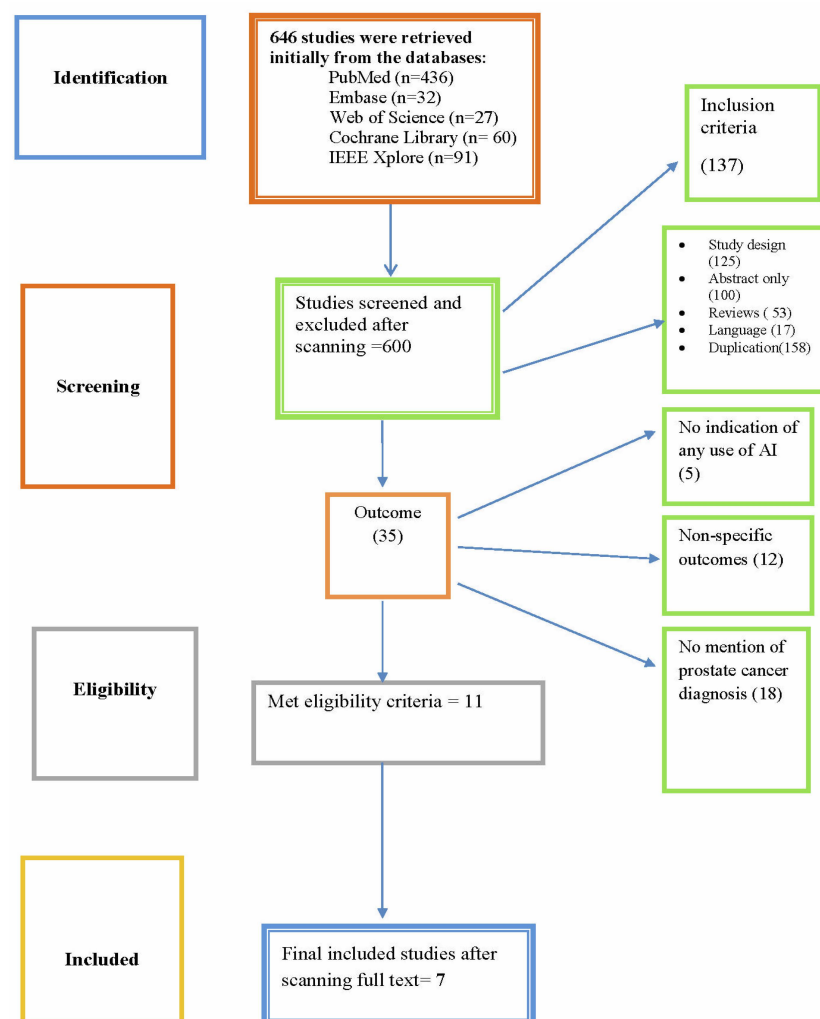 Identification
646 studies were retrieved
initially from the databases:
PubMed (n=436)
Embase (n=32)
Web of Science (n=27)
Cochrane Library (n= 60)
IEEE Xplore (n=91)
Inclusion
criteria
(137)
Screening
Studies screened and
excluded after
scanning =600
• Study design
(125)
• Abstract only
(100)
• Reviews ( 53)
• Language (17)
• Duplication(158)
Outcome
(35)
No indication of
any use of AI
(5)
Non-specific
outcomes (12)
No mention of
prostate cancer
diagnosis (18)
Eligibility
Met eligibility criteria = 11
Included
Final included studies after
scanning full text= 7